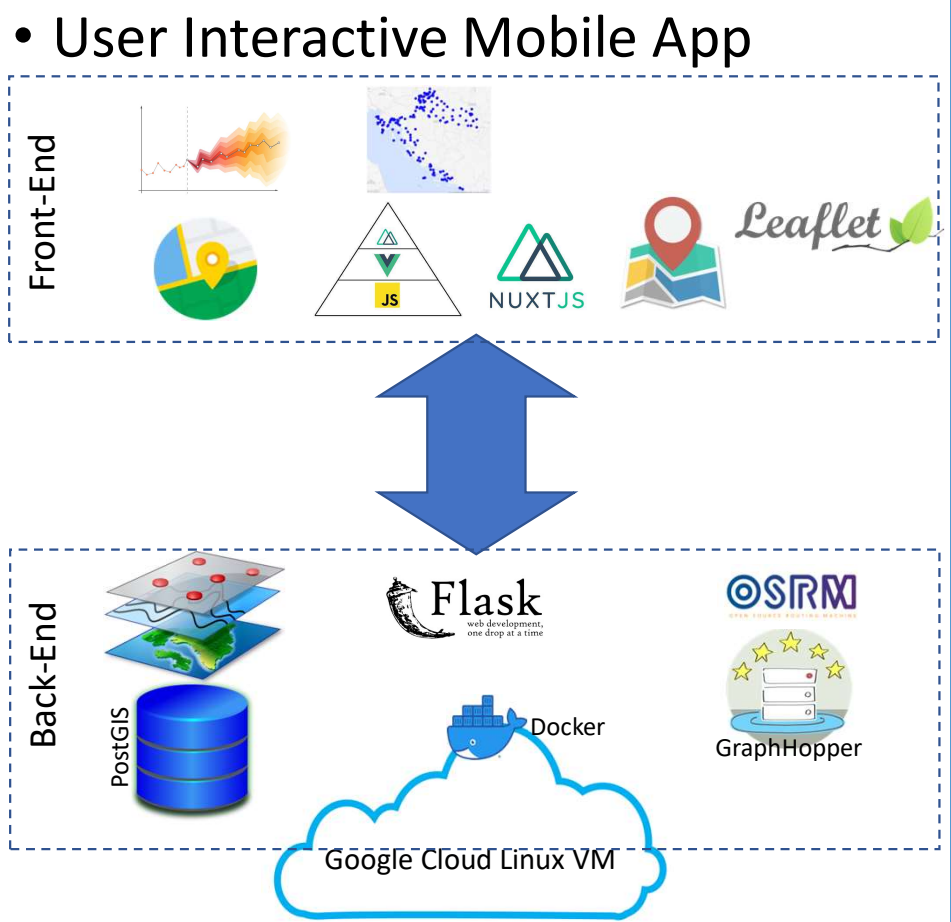 • User Interactive Mobile App
Front-End
Leaflet
JS
NUXTJS
Back-End
Flask
web development,
one drop at a time
OSRM
OPEN SOURCE ROUTING MACHINE
PostGIS
Docker
GraphHopper
Google Cloud Linux VM